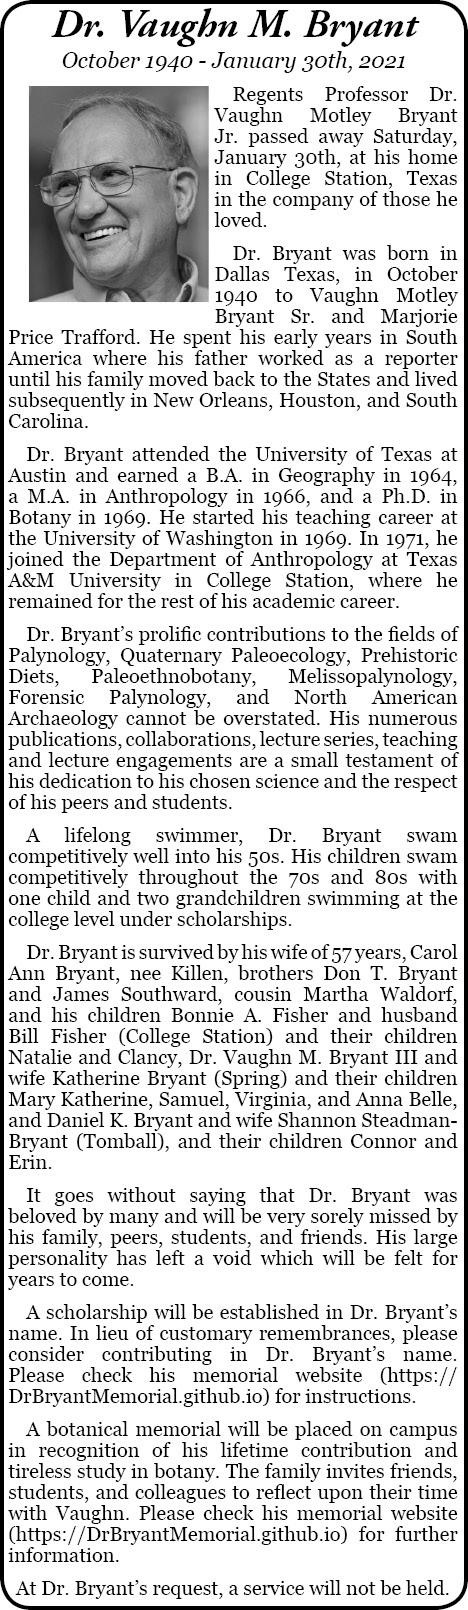 Dr. Vaughn M. Bryant
October 1940 - January 30th, 2021
Regents Professor Dr.
Vaughn Motley Bryant
Jr. passed away Saturday,
January 30th, at his home
in College Station, Texas
in the company of those he
loved.
Dr. Bryant was born in
Dallas Texas, in October
1940 to Vaughn Motley
Bryant Sr. and Marjorie
Price Trafford. He spent his early years in South
America where his father worked as a reporter
until his family moved back to the States and lived
subsequently in New Orleans, Houston, and South
Carolina.
Dr. Bryant attended the University of Texas at
Austin and earned a B.A. in Geography in 1964,
a M.A. in Anthropology in 1966, and a Ph.D. in
Botany in 1969. He started his teaching career at
the University of Washington in 1969. In 1971, he
joined the Department of Anthropology at Texas
A&M University in College Station, where he
remained for the rest of his academic career.
Dr. Bryant's prolific contributions to the fields of
Palynology, Quaternary Paleoecology, Prehistoric
Diets, Paleoethnobotany, Melissopalynology,
Forensic Palynology, and North American
Archaeology cannot be overstated. His numerous
publications, collaborations, lecture series, teaching
and lecture engagements are a small testament of
his dedication to his chosen science and the respect
of his peers and students.
A lifelong swimmer, Dr. Bryant swam
competitively well into his 50s. His children swam
competitively throughout the 70s and 80s with
one child and two grandchildren swimming at the
college level under scholarships.
Dr. Bryant is survived by his wife of 57 years, Carol
Ann Bryant, nee Killen, brothers Don T. Bryant
and James Southward, cousin Martha Waldorf,
and his children Bonnie A. Fisher and husband
Bill Fisher (College Station) and their children
Natalie and Clancy, Dr. Vaughn M. Bryant III and
wife Katherine Bryant (Spring) and their children
Mary Katherine, Samuel, Virginia, and Anna Belle,
and Daniel K. Bryant and wife Shannon Steadman-
Bryant (Tomball), and their children Connor and
Erin.
It goes without saying that Dr. Bryant was
beloved by many and will be very sorely missed by
his family, peers, students, and friends. His large
personality has left a void which will be felt for
years to come.
A scholarship will be established in Dr. Bryant's
name. In lieu of customary remembrances, please
consider contributing in Dr. Bryant's name.
Please check his memorial website (https://
DrBryantMemorial.github.io) for instructions.
A botanical memorial will be placed on campus
in recognition of his lifetime contribution and
tireless study in botany. The family invites friends,
students, and colleagues to reflect upon their time
with Vaughn. Please check his memorial website
(https://DrBryantMemorial.github.io) for further
information.
At Dr. Bryant's request, a service will not be held.